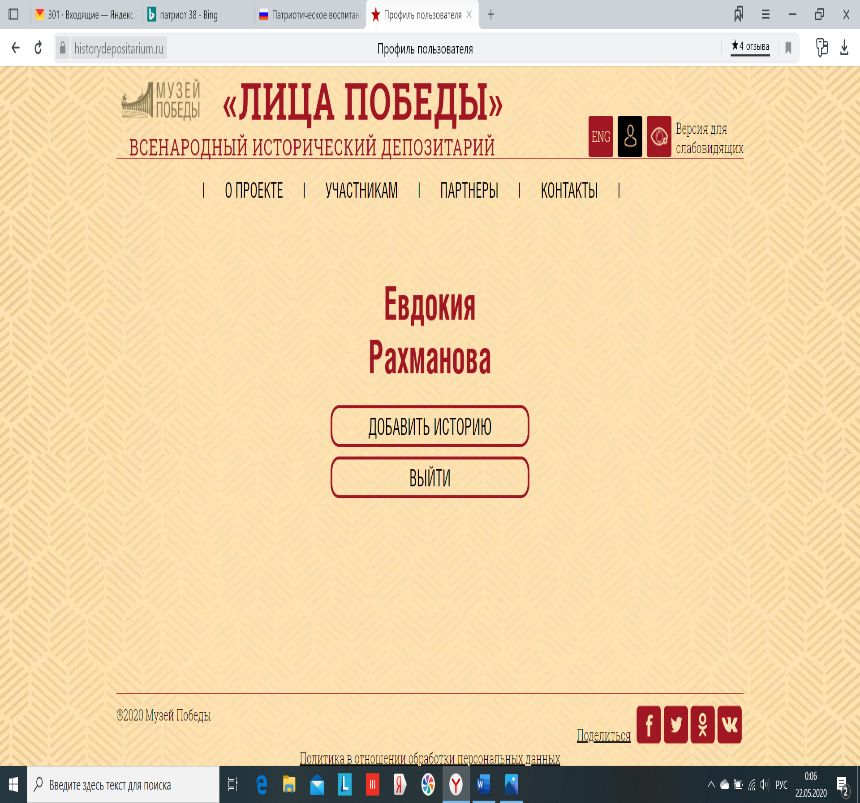 301 · Входящие — Яндекс.
патриот 38 - Bing
Патриотическое воспитан
Профиль пользователя
historydepositarium.ru
Профиль пользователя
★4 отзыва
МУЗЕЙ ПОБЕДЫ
«ЛИЦА ПОБЕДЫ»
ВСЕНАРОДНЫЙ ИСТОРИЧЕСКИЙ ДЕПОЗИТАРИЙ
ENG
Версия для
слабовидящих
О ПРОЕКТЕ | УЧАСТНИКАМ | ПАРТНЕРЫ | КОНТАКТЫ
Евдокия
Рахманова
ДОБАВИТЬ ИСТОРИЮ
ВЫЙТИ
©2020 Музей Победы
Поделиться
Политика в отношении обработки персональных данных
Введите здесь текст для поиска
РУС
0:06
22.05.2020
2